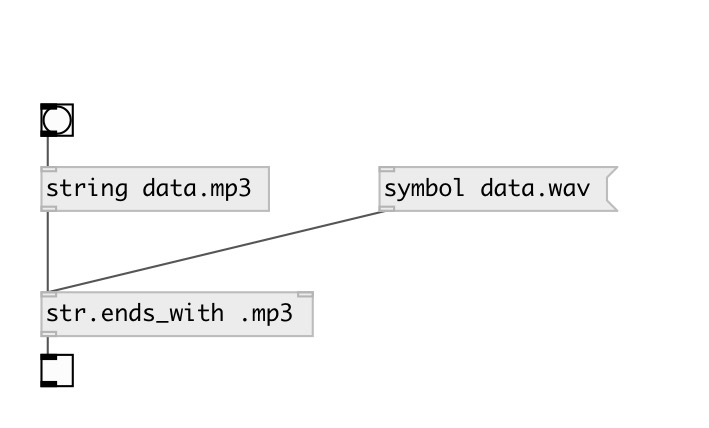 string data.mp3
symbol data.wav
str.ends_with .mp3